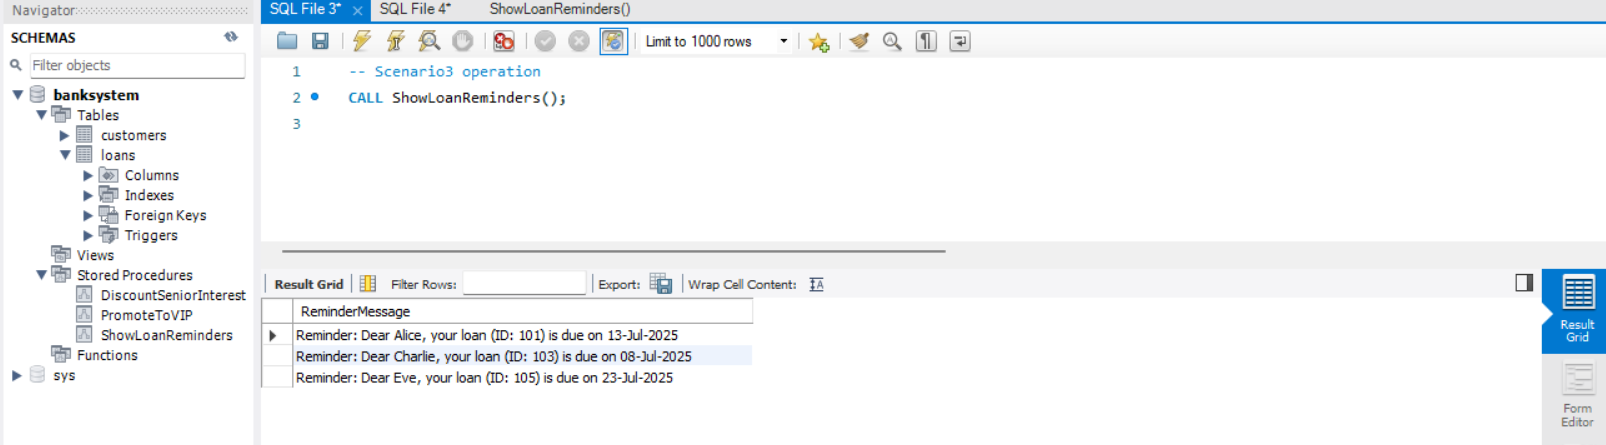 Navigator
SCHEMAS
Filter objects
banksystem
Tables
customers
loans
Columns
Indexes
Foreign Keys
Triggers
Views
Stored Procedures
DiscountSeniorInterest
PromoteToVIP
ShowLoanReminders
Functions
sys
SQL File 3* × SQL File 4* ShowLoanReminders()
Limit to 1000 rows
1 -- Scenario3 operation
2 CALL ShowLoanReminders();
3
Result Grid Filter Rows: Export: Wrap Cell Content:
ReminderMessage
Reminder: Dear Alice, your loan (ID: 101) is due on 13-Jul-2025
Reminder: Dear Charlie, your loan (ID: 103) is due on 08-Jul-2025
Reminder: Dear Eve, your loan (ID: 105) is due on 23-Jul-2025
Result
Grid
Form
Editor